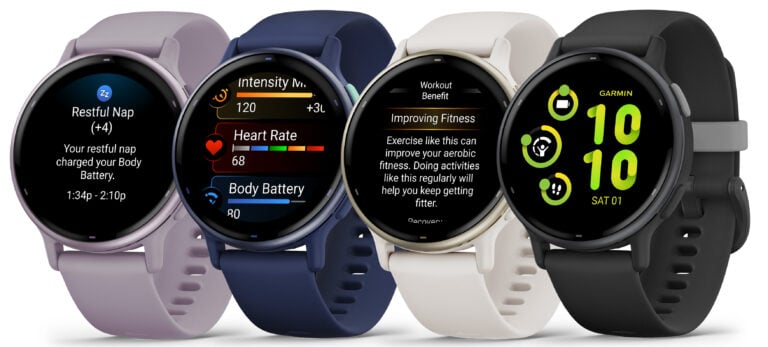 Restful Nap
(+4)
Your restful nap
charged your Body
Battery.
1:34p - 2:10p
Intensity M
120 +3
Heart Rate
68
Body Battery
80
Workout
Benefit
Improving Fitness
Exercise like this can
improve your aerobic
fitness. Doing activities
like this regularly will
help you keep getting
fitter.
Recovery
GARMIN
10
10
SAT 01